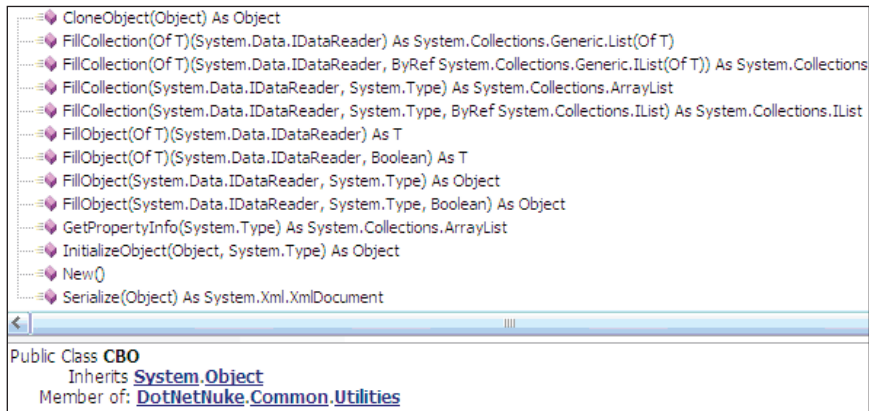 CloneObject(Object) As Object
FillCollection(Of T)(System.Data.IDataReader) As System.Collections.Generic.List(Of T)
FillCollection(Of T)(System.Data.IDataReader, ByRef System.Collections.Generic.IList(Of T)) As System.Collections
FillCollection(System.Data.IDataReader, System.Type) As System.Collections.ArrayList
FillCollection(System.Data.IDataReader, System.Type, ByRef System.Collections.IList) As System.Collections.IList
FillObject(Of T)(System.Data.IDataReader) As T
FillObject(Of T)(System.Data.IDataReader, Boolean) As T
FillObject(System.Data.IDataReader, System.Type) As Object
FillObject(System.Data.IDataReader, System.Type, Boolean) As Object
GetPropertyInfo(System.Type) As System.Collections.ArrayList
InitializeObject(Object, System.Type) As Object
New()
Serialize(Object) As System.Xml.XmlDocument
Public Class CBO
Inherits System.Object
Member of: DotNetNuke.Common.Utilities